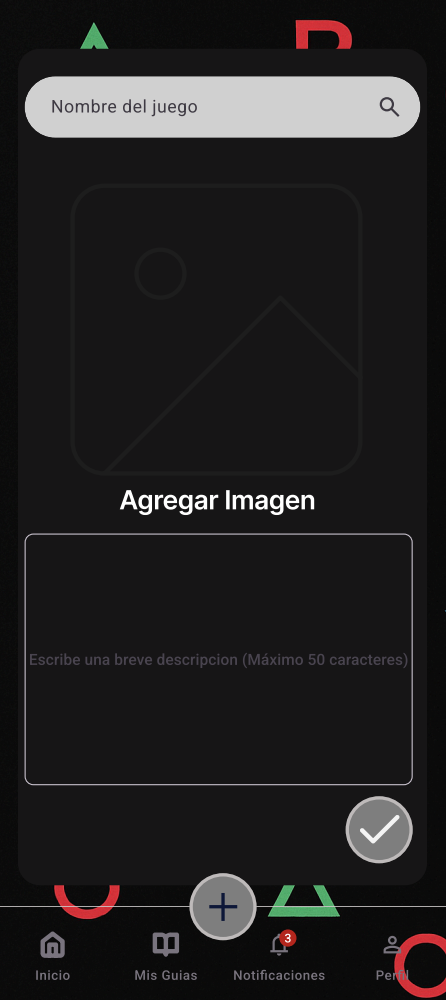 Nombre del juego
Agregar Imagen
Escribe una breve descripcion (Máximo 50 caracteres)
3
Inicio
Mis Guias
Notificaciones
Perfil